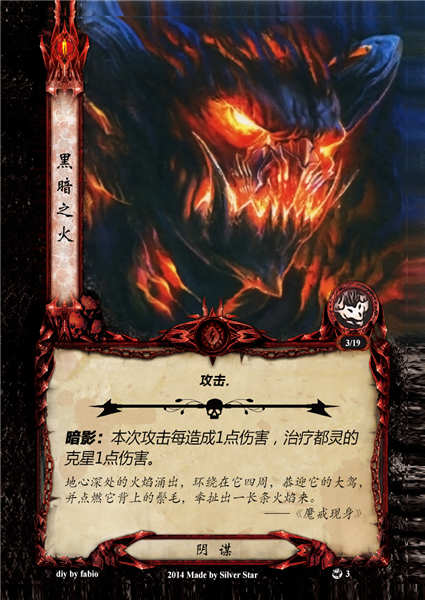 黑暗之火
3/19
攻击.
暗影：本次攻击每造成1点伤害，治疗都灵的
克星1点伤害。
地心深处的火焰涌出，环绕在它四周，恭迎它的大驾，
并点燃它背上的鬃毛，牵扯出一长条火焰来。
——《魔戒现身》
阴谋
diy by fabio
2014 Made by Silver Star
3